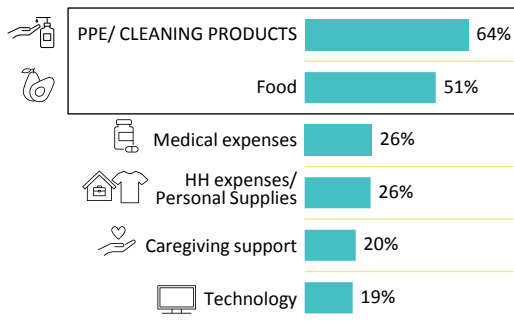 PPE/ CLEANING PRODUCTS 64%
Food 51%
Medical expenses 26%
HH expenses/
Personal Supplies 26%
Caregiving support 20%
Technology 19%